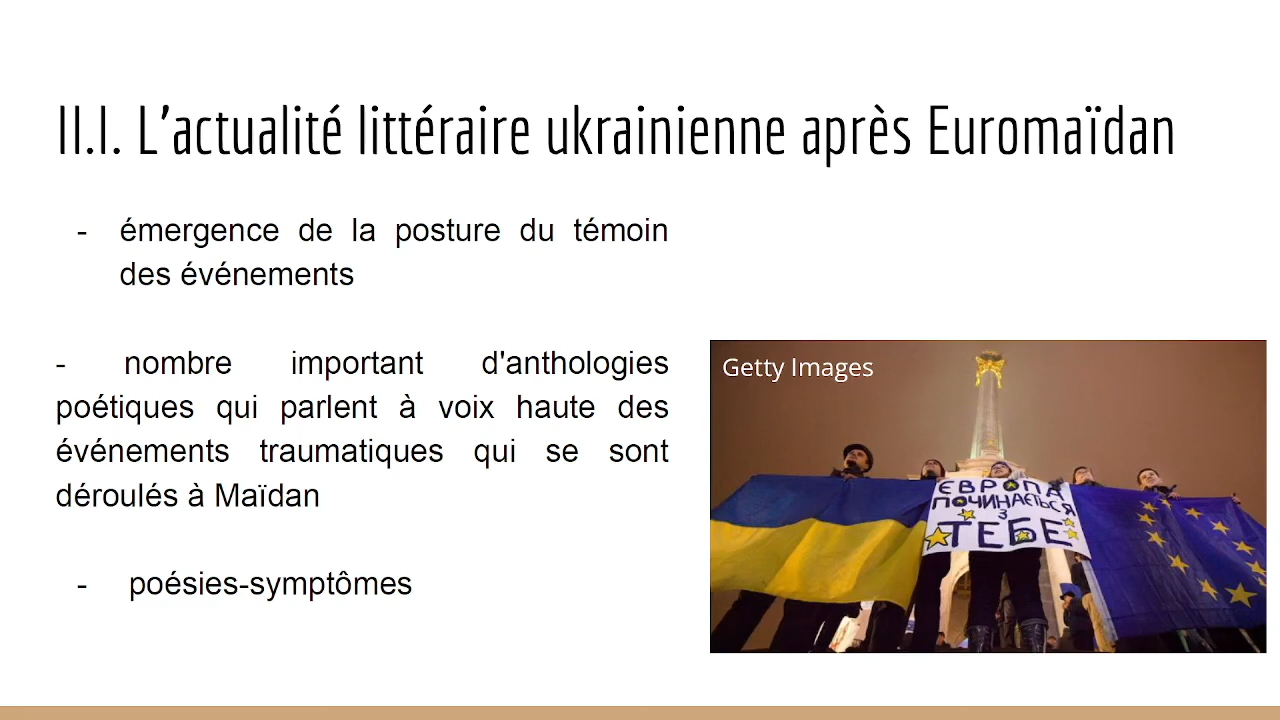 II.I. L’actualité littéraire ukrainienne après Euromaïdan
- émergence de la posture du témoin
des événements
- nombre important d'anthologies
poétiques qui parlent à voix haute des
événements traumatiques qui se sont
déroulés à Maïdan
- poésies-symptômes
Getty Images
ЄВРОПА
ПОЧИНАЄТЬСЯ
З
ТЕБЕ